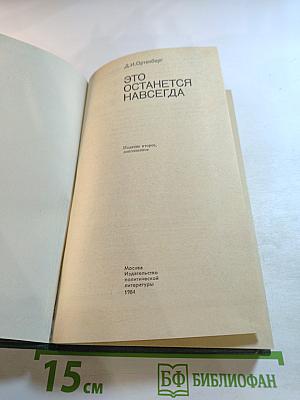 Д.И.Ортенберг
ЭТО
ОСТАНЕТСЯ
НАВСЕГДА
Издание второе,
дополненное
Москва
Издательство
политической
литературы
1984
15 см
БФ БИБЛИОФАН